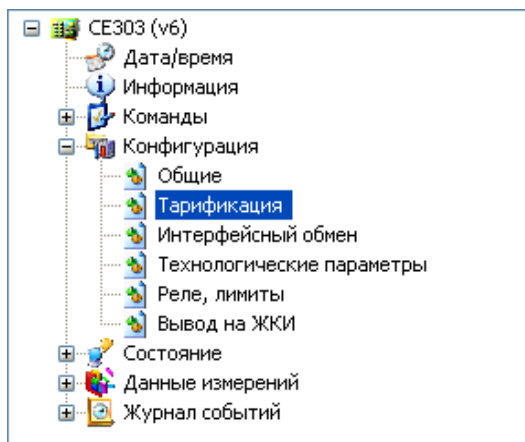 CE303 (v6)
Дата/время
Информация
Команды
Конфигурация
Общие
Тарификация
Интерфейсный обмен
Технологические параметры
Реле, лимиты
Вывод на ЖКИ
Состояние
Данные измерений
Журнал событий